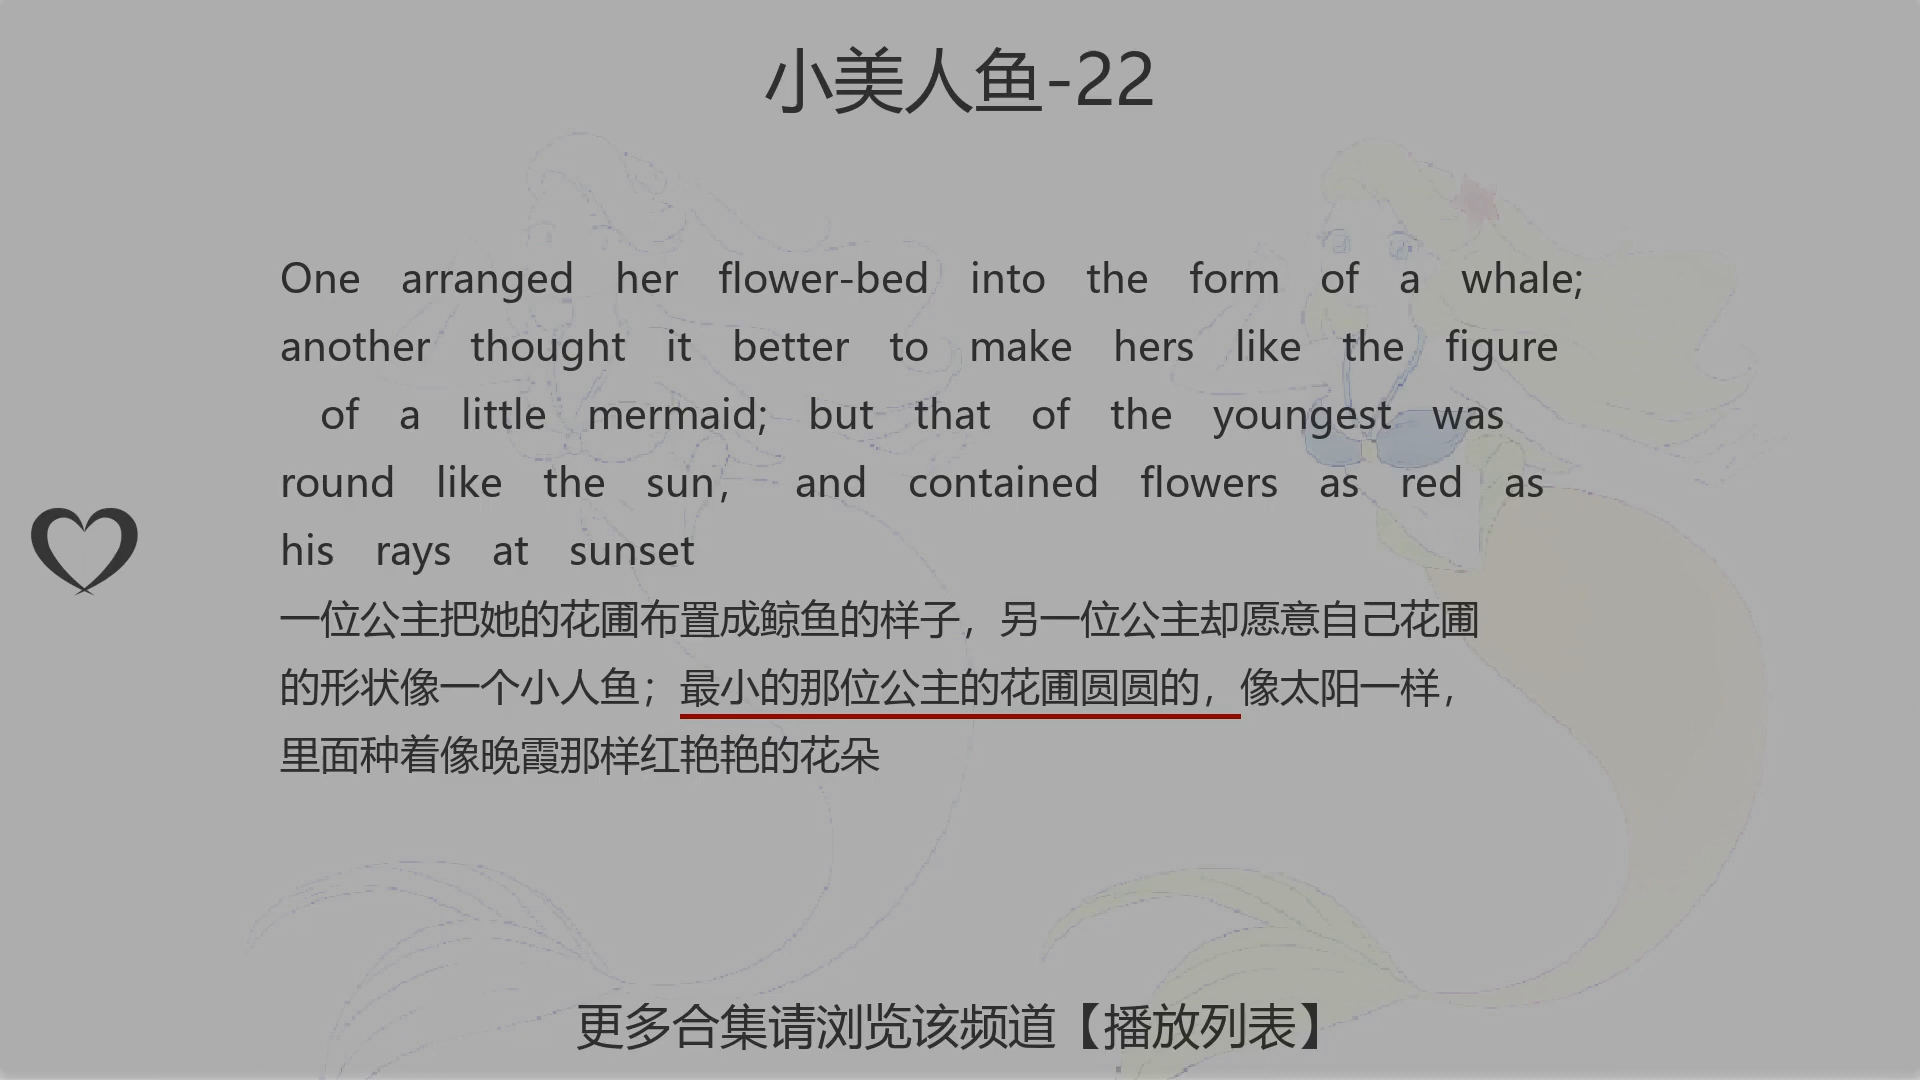 小美人鱼-22
One arranged her flower-bed into the form of a whale;
another thought it better to make hers like the figure
of a little mermaid; but that of the youngest was
round like the sun, and contained flowers as red as
his rays at sunset
一位公主把她的花圃布置成鲸鱼的样子，另一位公主却愿意自己花圃
的形状像一个小人鱼；最小的那位公主的花圃圆圆的，像太阳一样，
里面种着像晚霞那样红艳艳的花朵
更多合集请浏览该频道【播放列表】